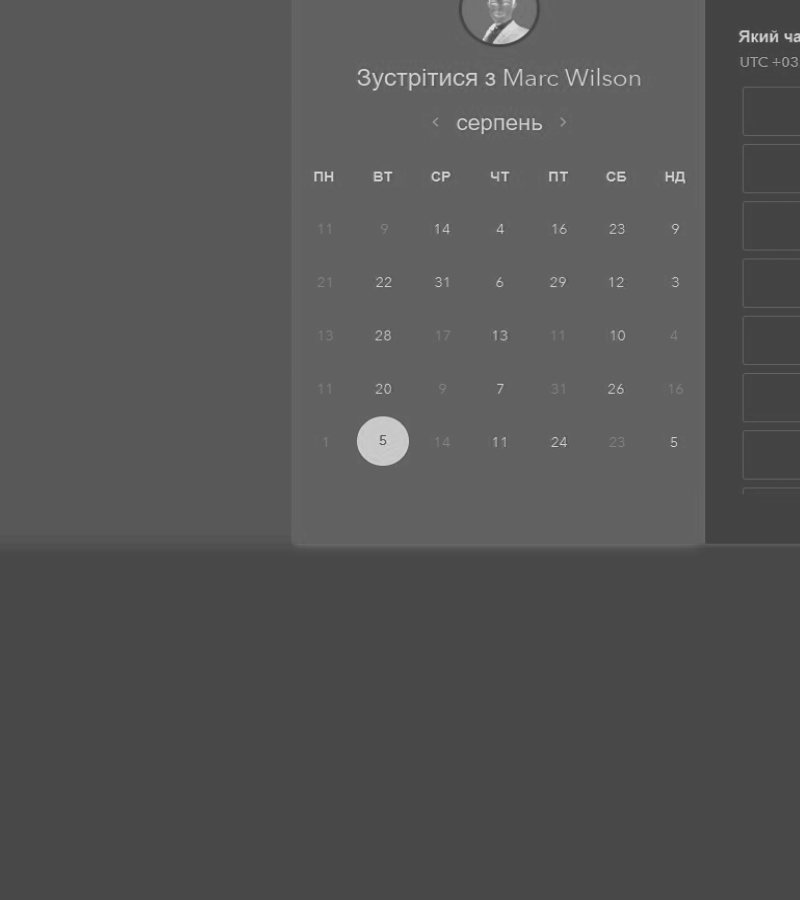 Зустрітися з Marc Wilson
‹ серпень ›
ПН ВТ СР ЧТ ПТ СБ НД
11 9 14 4 16 23 9
21 22 31 6 29 12 3
13 28 17 13 11 10 4
11 20 9 7 31 26 16
1 5 14 11 24 23 5
Який ча
UTC +03